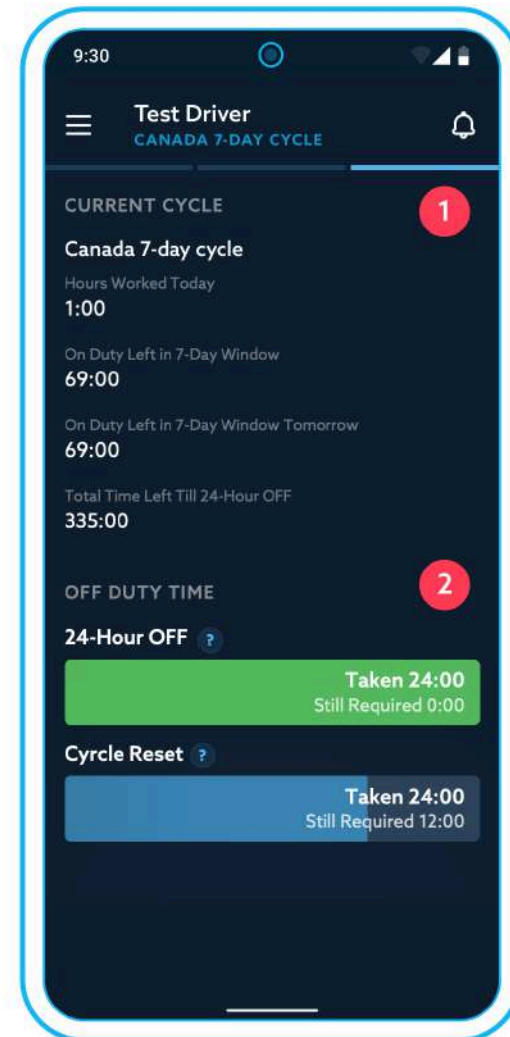 9:30
Test Driver
CANADA 7-DAY CYCLE
CURRENT CYCLE
1
Canada 7-day cycle
Hours Worked Today
1:00
On Duty Left in 7-Day Window
69:00
On Duty Left in 7-Day Window Tomorrow
69:00
Total Time Left Till 24-Hour OFF
335:00
OFF DUTY TIME
2
24-Hour OFF ?
Taken 24:00
Still Required 0:00
Cyrcle Reset ?
Taken 24:00
Still Required 12:00